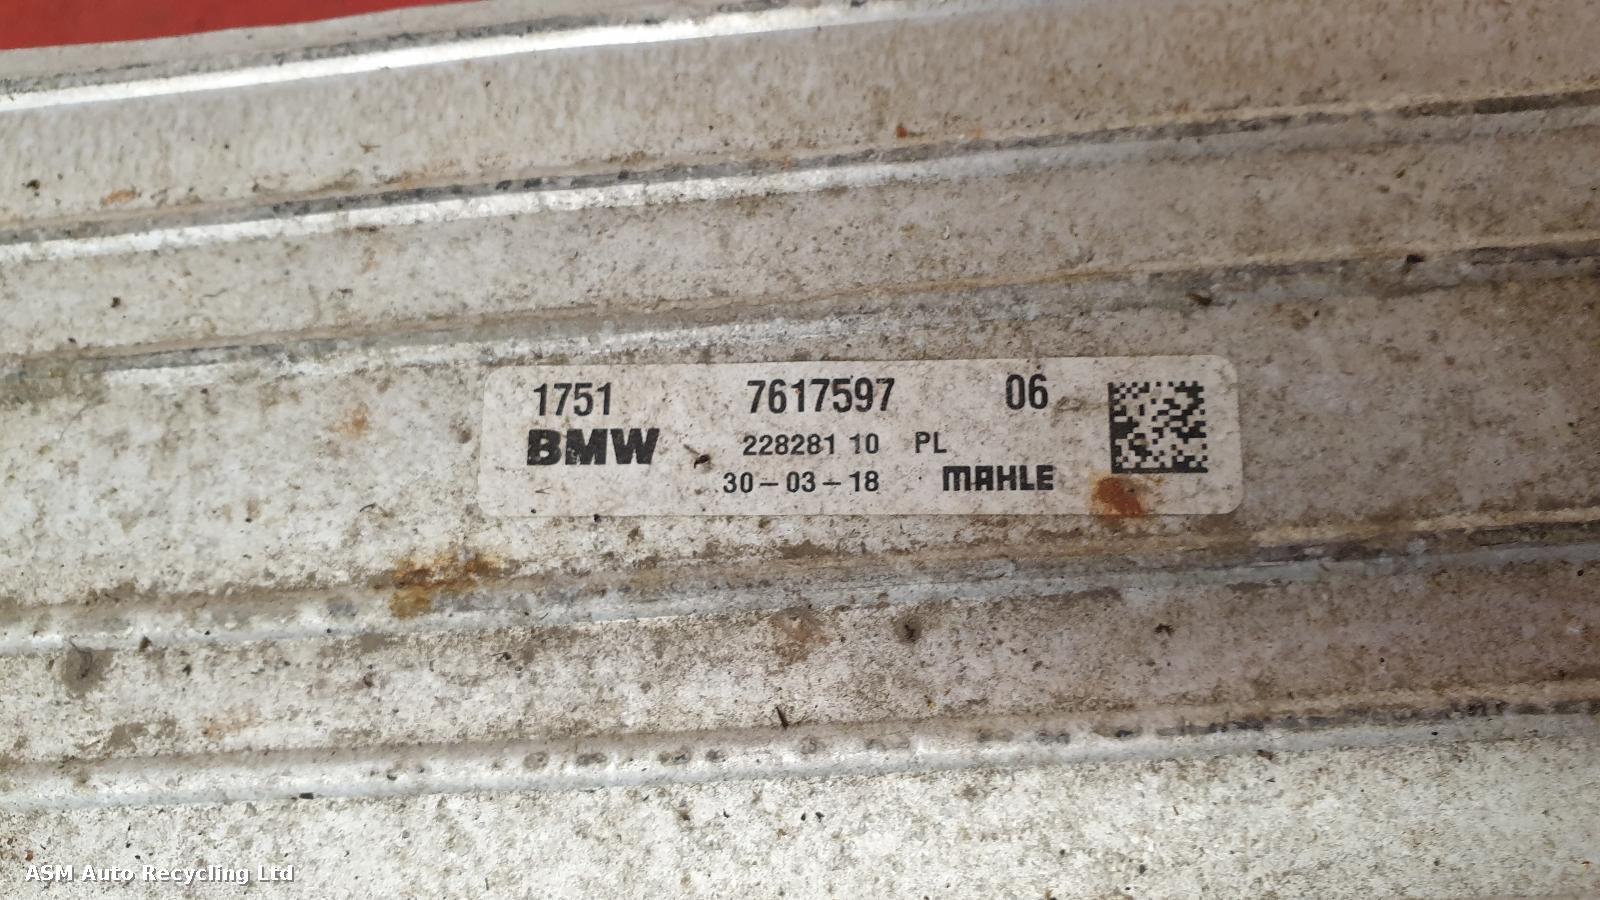 1751 7617597 06
BMW 228281 10 PL
30-03-18 MAHLE
ASM Auto Recycling Ltd